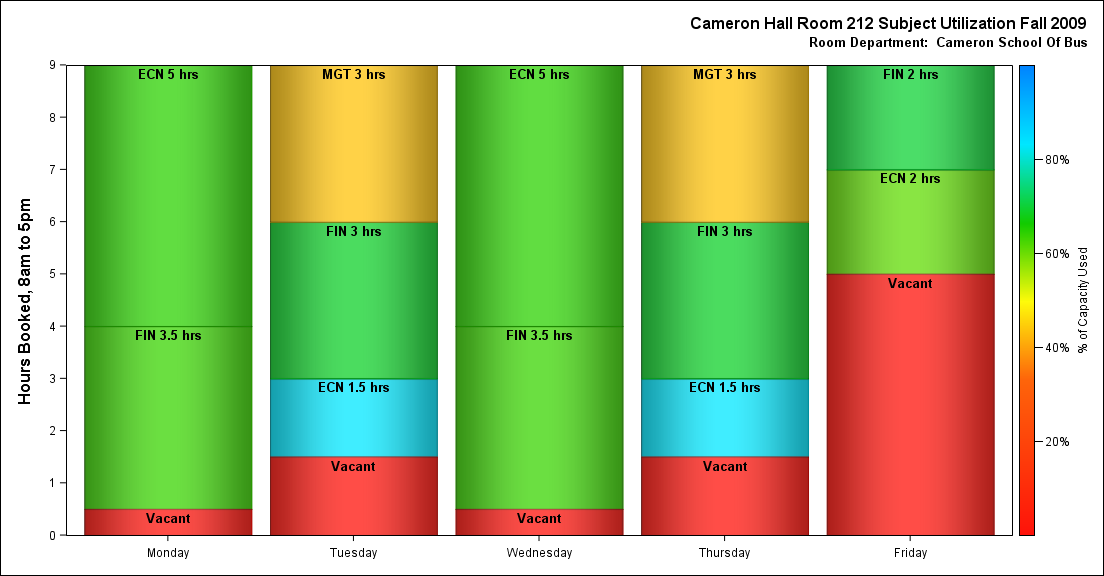 Cameron Hall Room 212 Subject Utilization Fall 2009
Room Department:  Cameron School Of Bus
Hours Booked, 8am to 5pm
9
8
7
6
5
4
3
2
1
0
ECN 5 hrs
FIN 3.5 hrs
Vacant
MGT 3 hrs
FIN 3 hrs
ECN 1.5 hrs
Vacant
ECN 5 hrs
FIN 3.5 hrs
Vacant
MGT 3 hrs
FIN 3 hrs
ECN 1.5 hrs
Vacant
FIN 2 hrs
ECN 2 hrs
Vacant
Monday
Tuesday
Wednesday
Thursday
Friday
80%
60%
40%
20%
% of Capacity Used